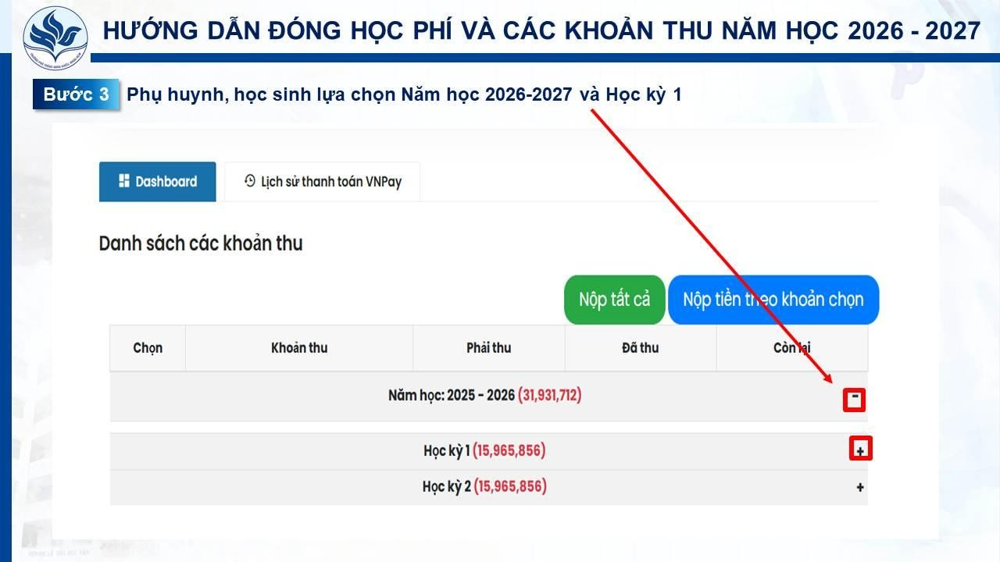 HƯỚNG DẪN ĐÓNG HỌC PHÍ VÀ CÁC KHOẢN THU NĂM HỌC 2026 - 2027
Bước 3 Phụ huynh, học sinh lựa chọn Năm học 2026-2027 và Học kỳ 1
Dashboard Lịch sử thanh toán VNPay
Danh sách các khoản thu
Nộp tất cả Nộp tiền theo khoản chọn
Chọn Khoản thu Phải thu Đã thu Còn lại
Năm học: 2025 - 2026 (31,931,712) -
Học kỳ 1 (15,965,856) +
Học kỳ 2 (15,965,856) +